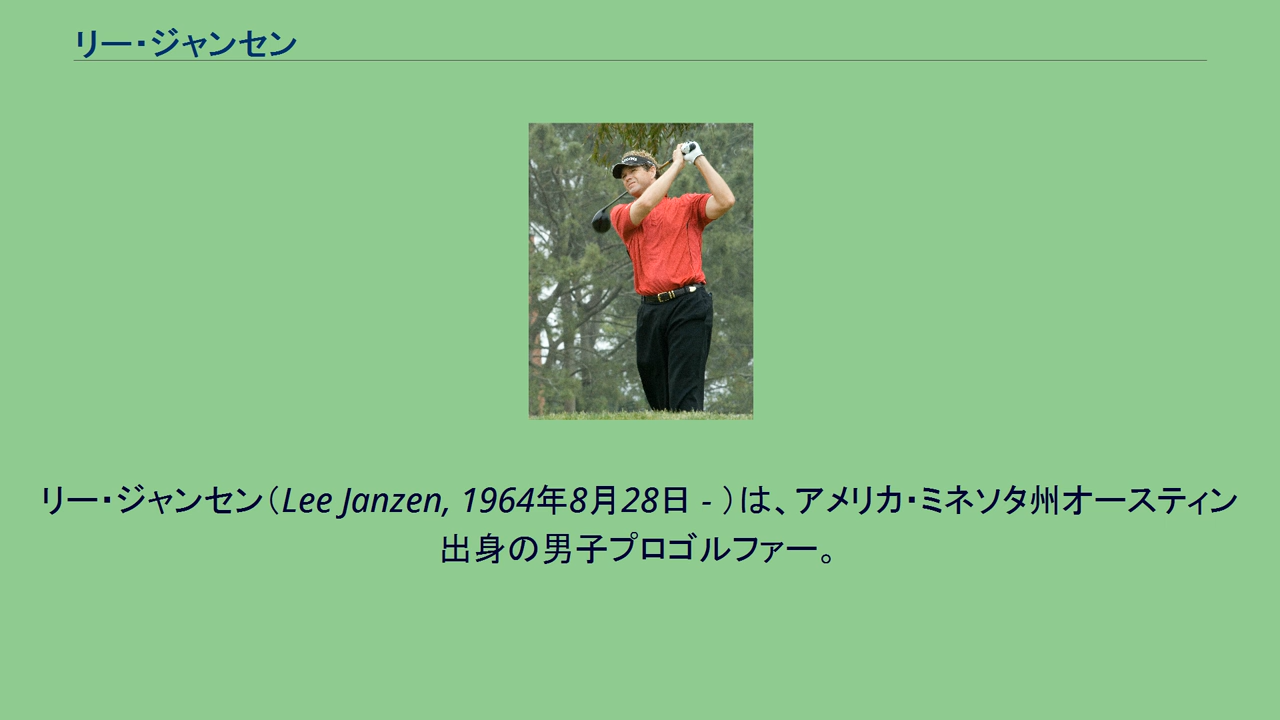 リー・ジャンセン
リー・ジャンセン（Lee Janzen, 1964年8月28日 - ）は、アメリカ・ミネソタ州オースティン
出身の男子プロゴルファー。